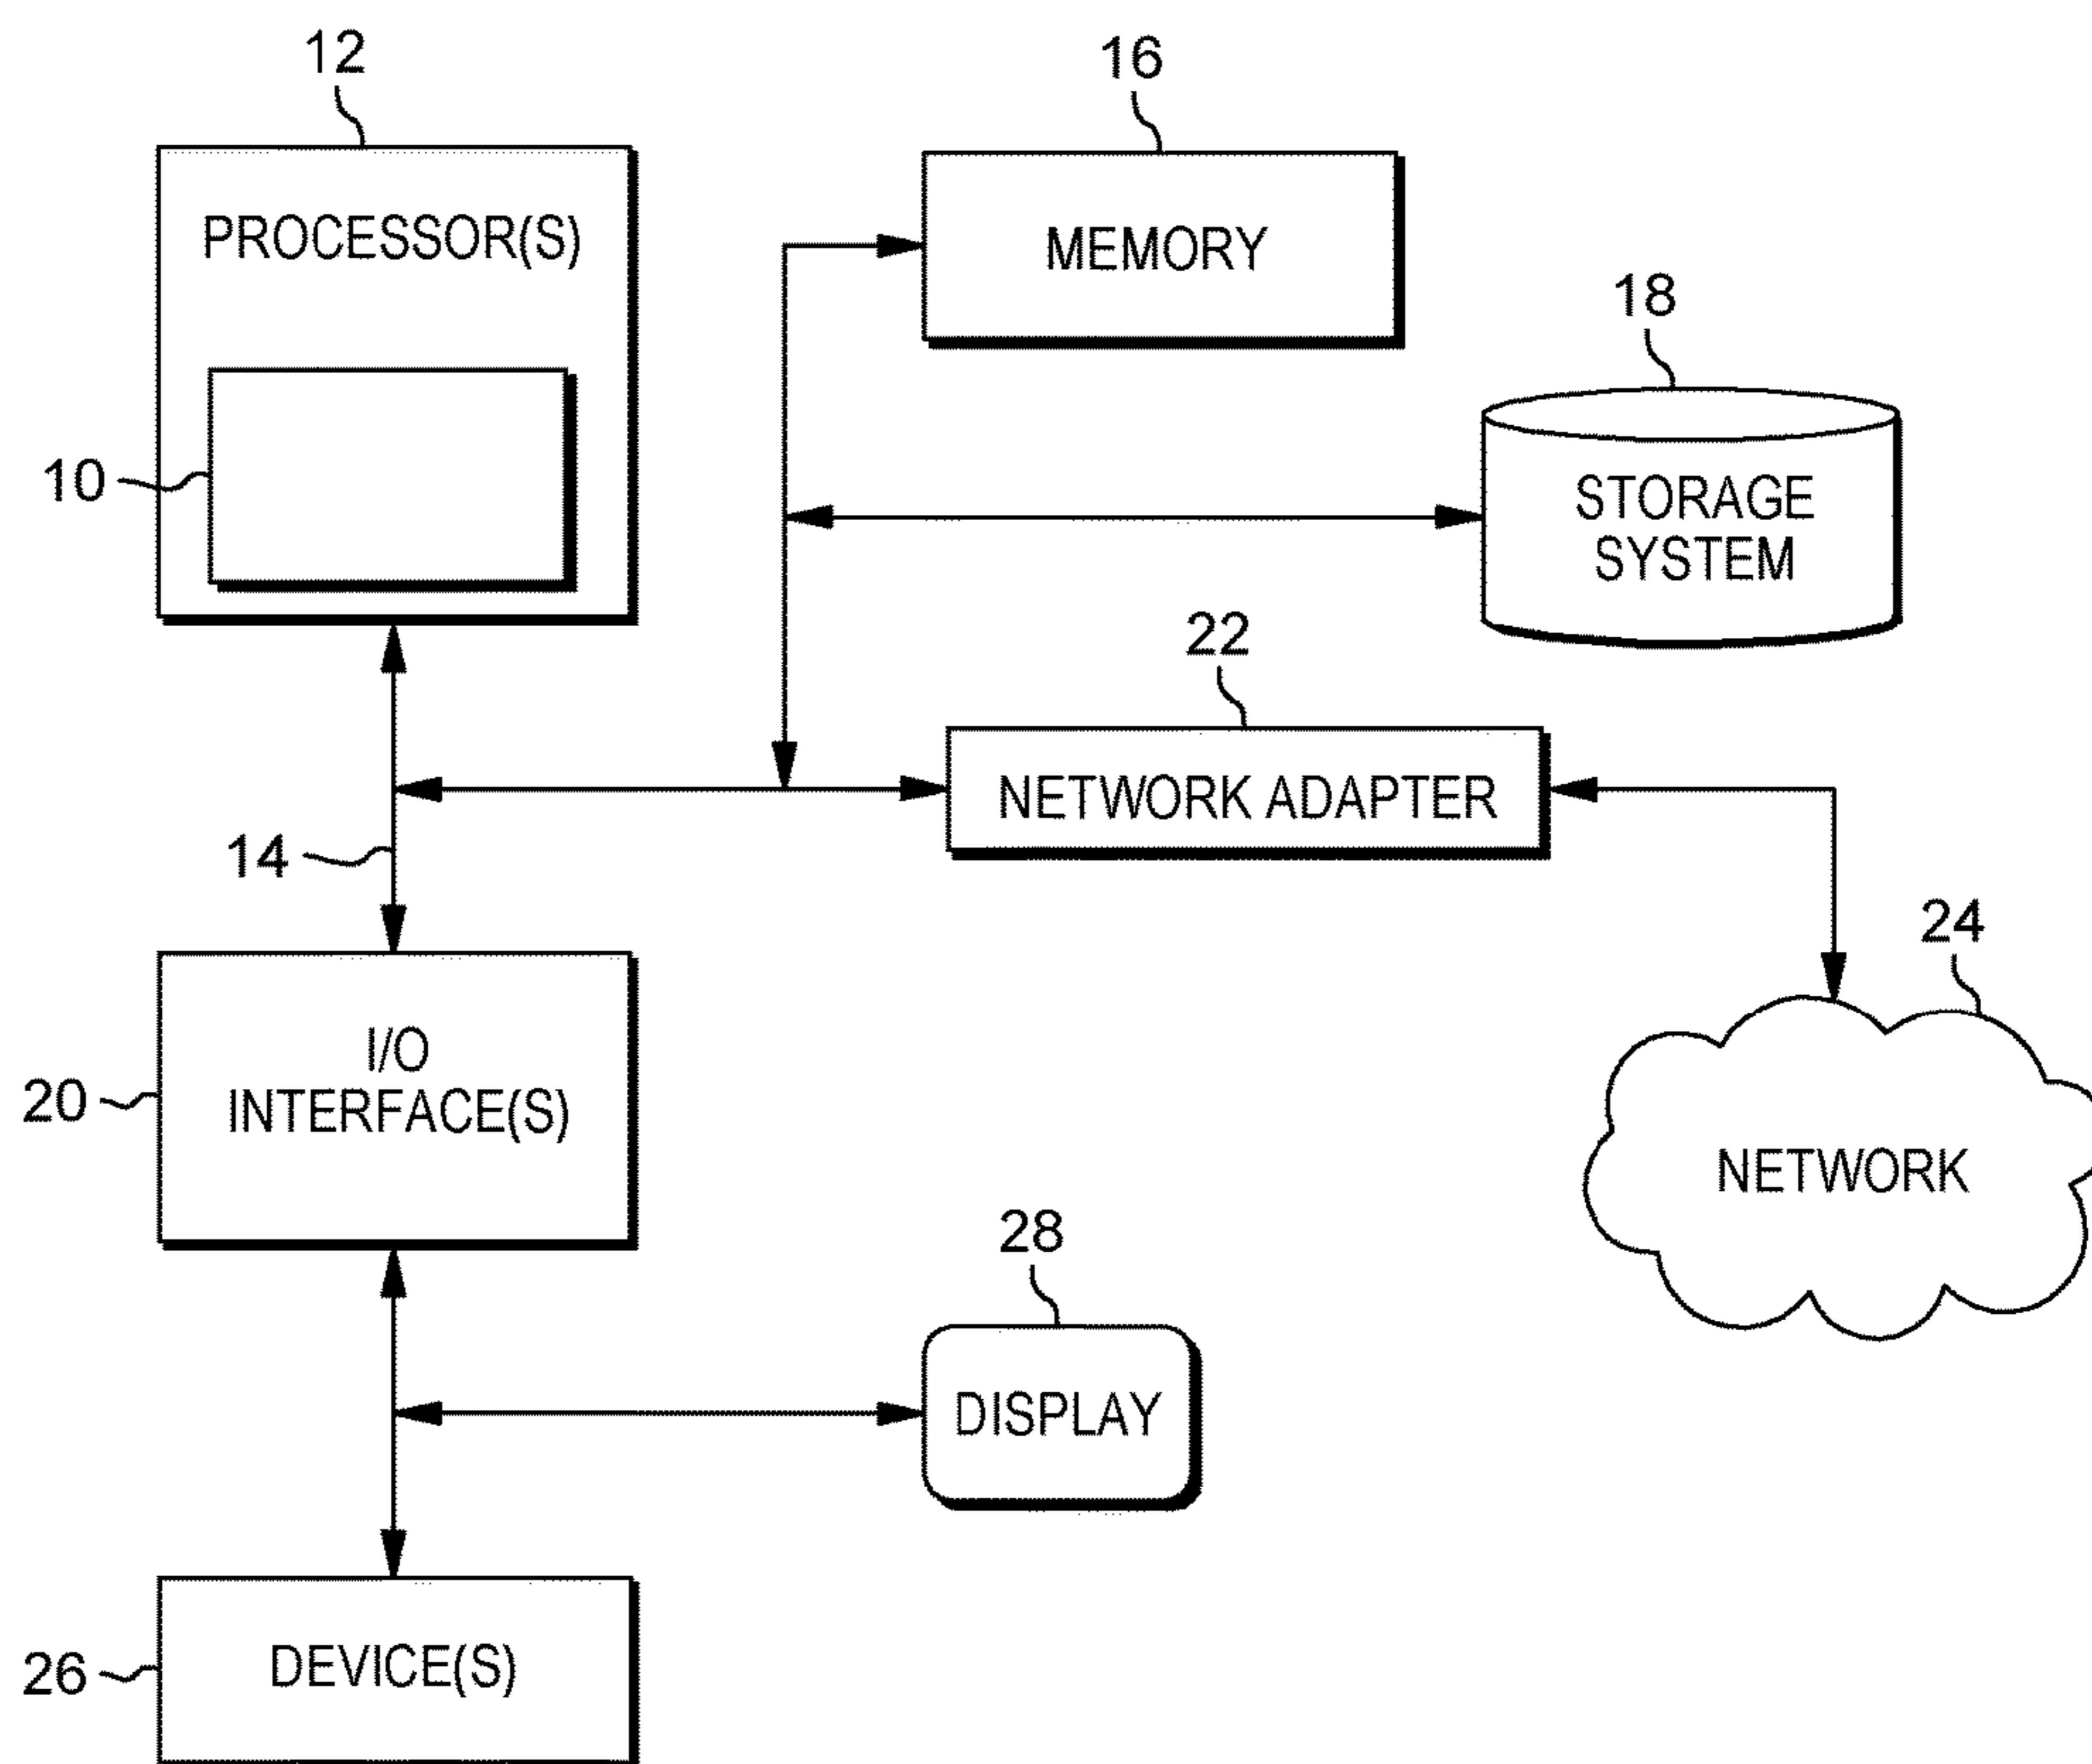 12
16
PROCESSOR(S)
MEMORY
18
10
STORAGE
SYSTEM
22
NETWORK ADAPTER
14
24
I/O
INTERFACE(S)
20
NETWORK
28
DISPLAY
DEVICE(S)
26